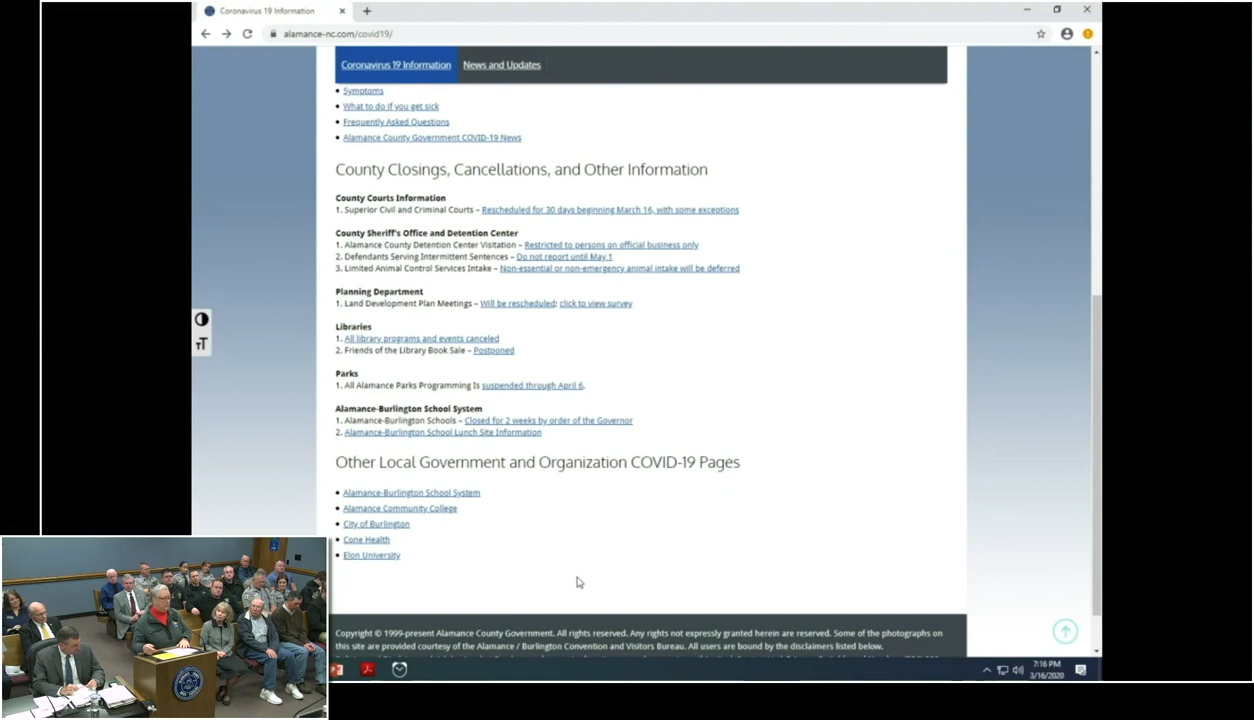 Coronavirus 19 Information
alamance-nc.com/covid19/
Coronavirus 19 Information News and Updates
• Symptoms
• What to do if you get sick
• Frequently Asked Questions
• Alamance County Government COVID-19 News
County Closings, Cancellations, and Other Information
County Courts Information
1. Superior Civil and Criminal Courts – Rescheduled for 30 days beginning March 16, with some exceptions
County Sheriff's Office and Detention Center
1. Alamance County Detention Center Visitation – Restricted to persons on official business only
2. Defendants Serving Intermittent Sentences – Do not report until May 1
3. Limited Animal Control Services Intake – Non-essential or non-emergency animal intake will be deferred
Planning Department
1. Land Development Plan Meetings – Will be rescheduled; click to view survey
Libraries
1. All library programs and events canceled
2. Friends of the Library Book Sale – Postponed
Parks
1. All Alamance Parks Programming Is suspended through April 6.
Alamance-Burlington School System
1. Alamance-Burlington Schools – Closed for 2 weeks by order of the Governor
2. Alamance-Burlington School Lunch Site Information
Other Local Government and Organization COVID-19 Pages
• Alamance-Burlington School System
• Alamance Community College
• City of Burlington
• Cone Health
• Elon University
Copyright © 1999-present Alamance County Government. All rights reserved. Any rights not expressly granted herein are reserved. Some of the photographs on
this site are provided courtesy of the Alamance / Burlington Convention and Visitors Bureau. All users are bound by the disclaimers listed below.
7:16 PM
3/16/2020